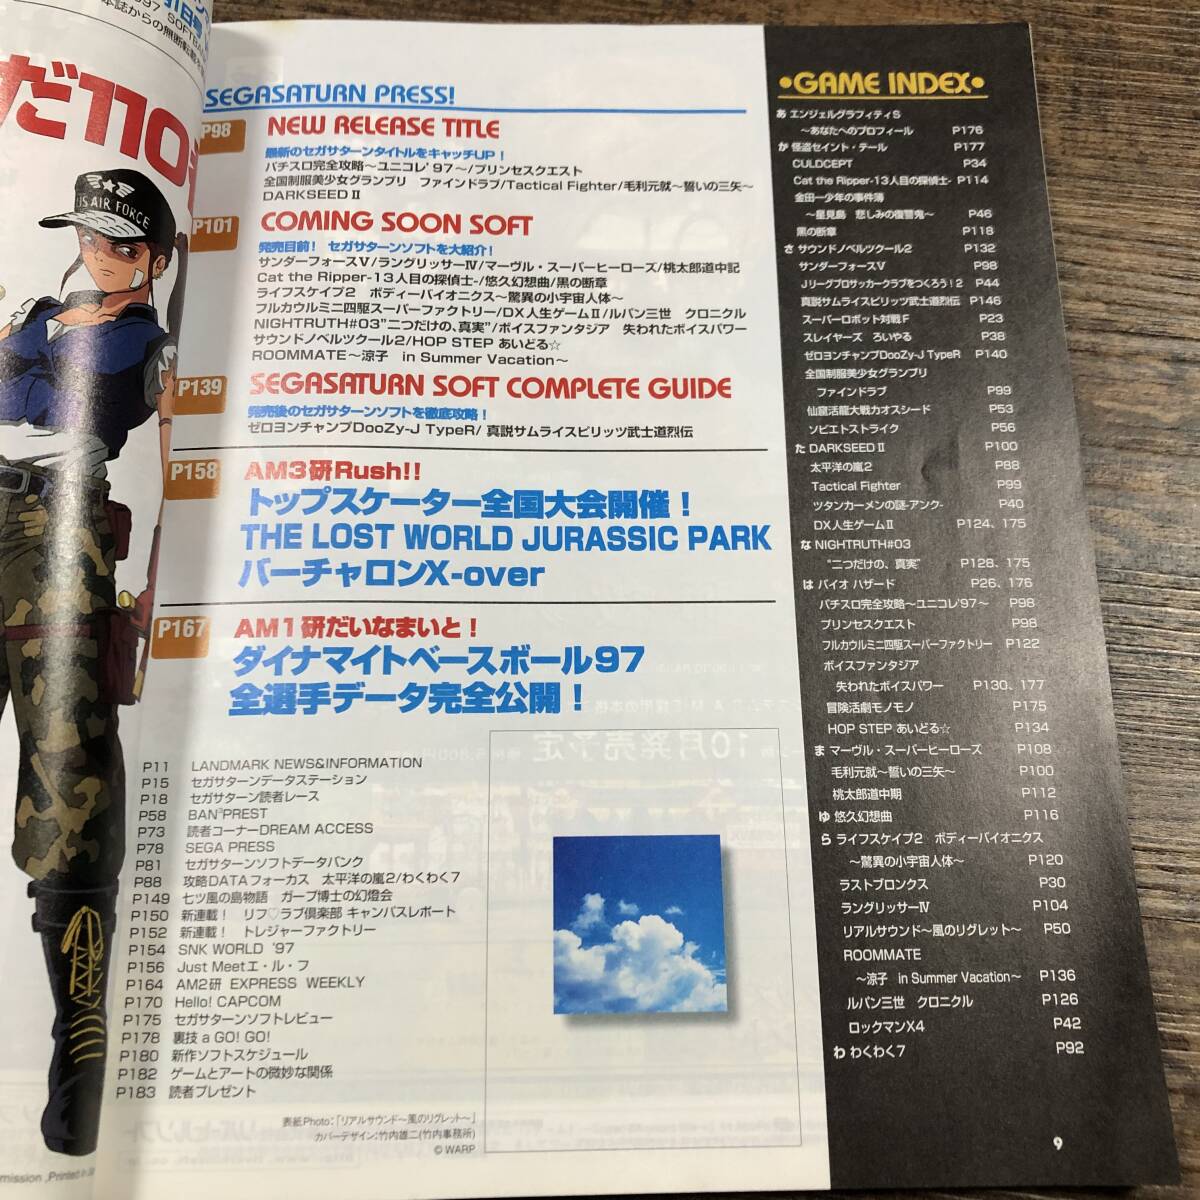 だ110
US AIR FORCE
SEGASATURN PRESS!
P98 NEW RELEASE TITLE
最新のセガサターンタイトルをキャッチUP！
パチスロ完全攻略〜ユニコレ'97〜/プリンセスクエスト
全国制服美少女グランプリ ファインドラブ/Tactical Fighter/毛利元就〜誓いの三矢〜
DARKSEEDⅡ
P101 COMING SOON SOFT
発売目前！ セガサターンソフトを大紹介！
サンダーフォースⅤ/ラングリッサーⅣ/マーヴル・スーパーヒーローズ/桃太郎道中記
Cat the Ripper-13人目の探偵士-/悠久幻想曲/黒の断章
ライフスケイプ2 ボディーバイオニクス〜驚異の小宇宙人体〜
フルカウルミニ四駆スーパーファクトリー/DX人生ゲームⅡ/ルパン三世 クロニクル
NIGHTRUTH#03"二つだけの、真実"/ボイスファンタジア 失われたボイスパワー
サウンドノベルツクール2/HOP STEP あいどる☆
ROOMMATE〜涼子 in Summer Vacation〜
P139 SEGASATURN SOFT COMPLETE GUIDE
発売後のセガサターンソフトを徹底攻略！
ゼロヨンチャンプDooZy-J TypeR/ 真説サムライスピリッツ武士道烈伝
P158 AM3研Rush!!
トップスケーター全国大会開催！
THE LOST WORLD JURASSIC PARK
バーチャロンX-over
P167 AM1研だいなまいと！
ダイナマイトベースボール97
全選手データ完全公開！
P11 LANDMARK NEWS&INFORMATION
P15 セガサターンデータステーション
P18 セガサターン読者レース
P58 BAN³PREST
P73 読者コーナーDREAM ACCESS
P78 SEGA PRESS
P81 セガサターンソフトデータバンク
P88 攻略DATAフォーカス 太平洋の嵐2/わくわく7
P149 七ツ風の島物語 ガープ博士の幻燈会
P150 新連載！ リフ♡ラブ倶楽部 キャンパスレポート
P152 新連載！ トレジャーファクトリー
P154 SNK WORLD '97
P156 Just Meetエ・ル・フ
P164 AM2研 EXPRESS WEEKLY
P170 Hello! CAPCOM
P175 セガサターンソフトレビュー
P178 裏技 a GO! GO!
P180 新作ソフトスケジュール
P182 ゲームとアートの微妙な関係
P183 読者プレゼント
表紙Photo:「リアルサウンド〜風のリグレット〜」
カバーデザイン:竹内雄二(竹内事務所)
©WARP
10月発売予定
•GAME INDEX•
あ エンジェルグラフィティS
〜あなたへのプロフィール P176
か 怪盗セイント・テール P177
CULDCEPT P34
Cat the Ripper-13人目の探偵士- P114
金田一少年の事件簿
〜星見島 悲しみの復讐鬼〜 P46
黒の断章 P118
さ サウンドノベルツクール2 P132
サンダーフォースⅤ P98
Jリーグプロサッカークラブをつくろう！2 P44
真説サムライスピリッツ武士道烈伝 P146
スーパーロボット対戦F P23
スレイヤーズ ろいやる P38
ゼロヨンチャンプDooZy-J TypeR P140
全国制服美少女グランプリ
ファインドラブ P99
仙窟活龍大戦カオスシード P53
ソビエトストライク P56
た DARKSEEDⅡ P100
太平洋の嵐2 P88
Tactical Fighter P99
ツタンカーメンの謎-アンク- P40
DX人生ゲームⅡ P124、175
な NIGHTRUTH#03
"二つだけの、真実" P128、175
は バイオ ハザード P26、176
パチスロ完全攻略〜ユニコレ'97〜 P98
プリンセスクエスト P98
フルカウルミニ四駆スーパーファクトリー P122
ボイスファンタジア
失われたボイスパワー P130、177
冒険活劇モノモノ P175
HOP STEP あいどる☆ P134
ま マーヴル・スーパーヒーローズ P108
毛利元就〜誓いの三矢〜 P100
桃太郎道中期 P112
ゆ 悠久幻想曲 P116
ら ライフスケイプ2 ボディーバイオニクス
〜驚異の小宇宙人体〜 P120
ラストブロンクス P30
ラングリッサーⅣ P104
リアルサウンド〜風のリグレット〜 P50
ROOMMATE
〜涼子 in Summer Vacation〜 P136
ルパン三世 クロニクル P126
ロックマンX4 P42
わ わくわく7 P92
9